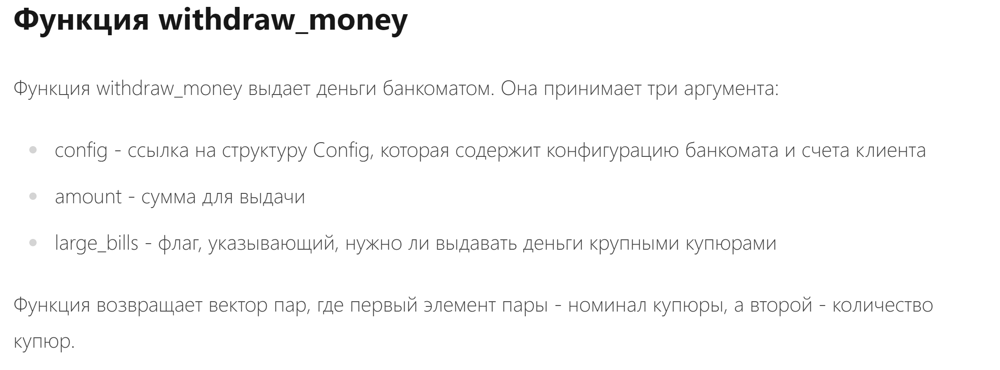 Функция withdraw_money
Функция withdraw_money выдает деньги банкоматом. Она принимает три аргумента:
config - ссылка на структуру Config, которая содержит конфигурацию банкомата и счета клиента
amount - сумма для выдачи
large_bills - флаг, указывающий, нужно ли выдавать деньги крупными купюрами
Функция возвращает вектор пар, где первый элемент пары - номинал купюры, а второй - количество
купюр.